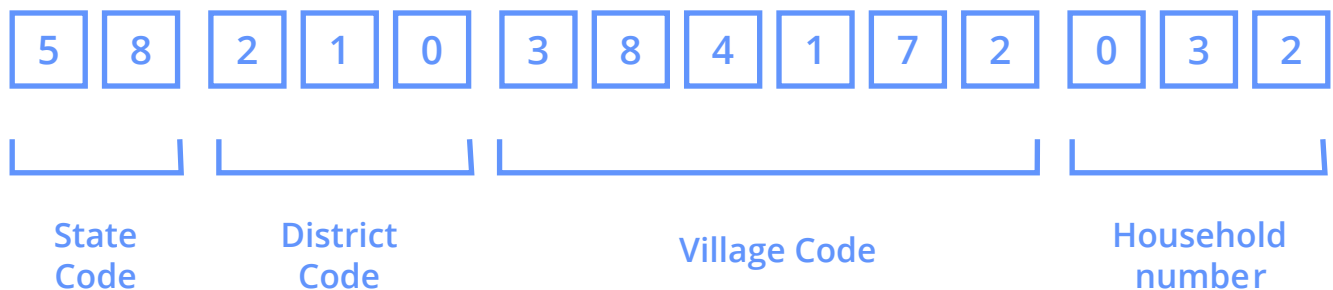 5 8 2 1 0 3 8 4 1 7 2 0 3 2
State
Code
District
Code
Village Code
Household
number